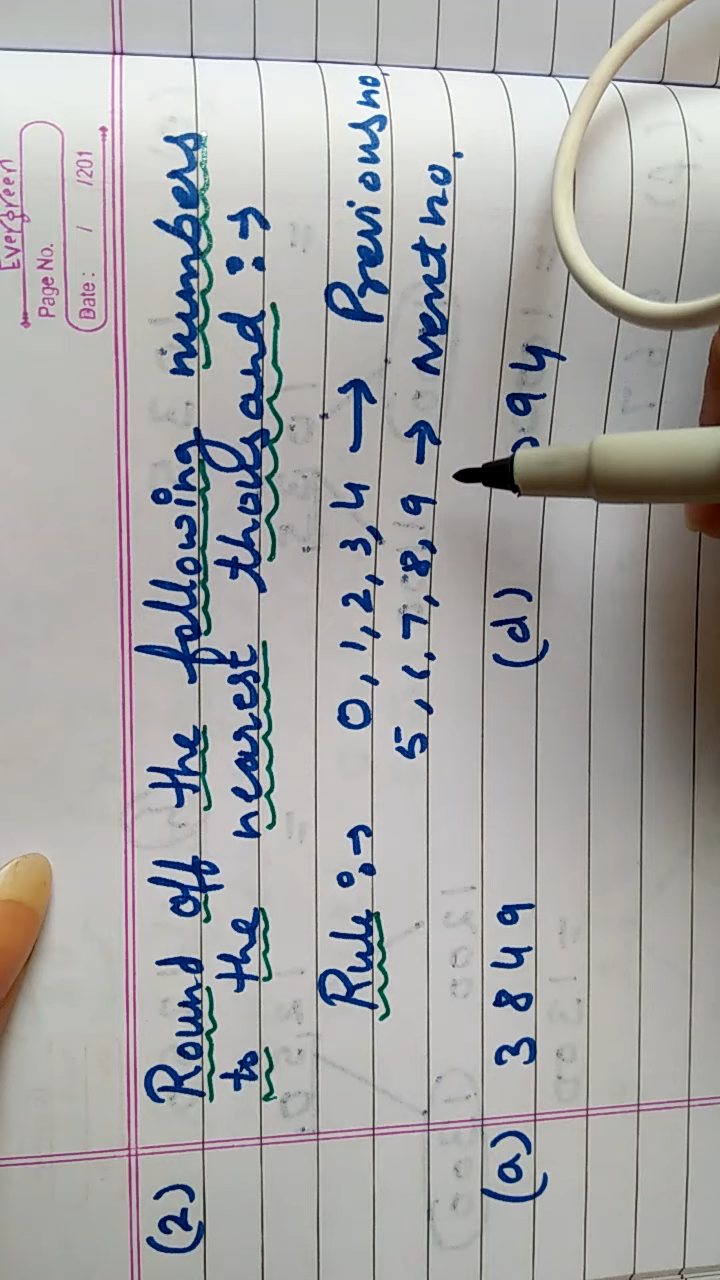 Evergreen
Page No.
Date : / /201
(2) Round off the following numbers
to the nearest thousand :→
Rule :→ 0, 1, 2, 3, 4 → Previous no.
5, 6, 7, 8, 9 → next no.
(a) 3849 (d) 94